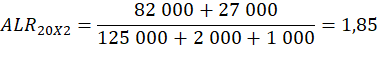 ALR20X2 = (82 000 + 27 000) / (125 000 + 2 000 + 1 000) = 1,85